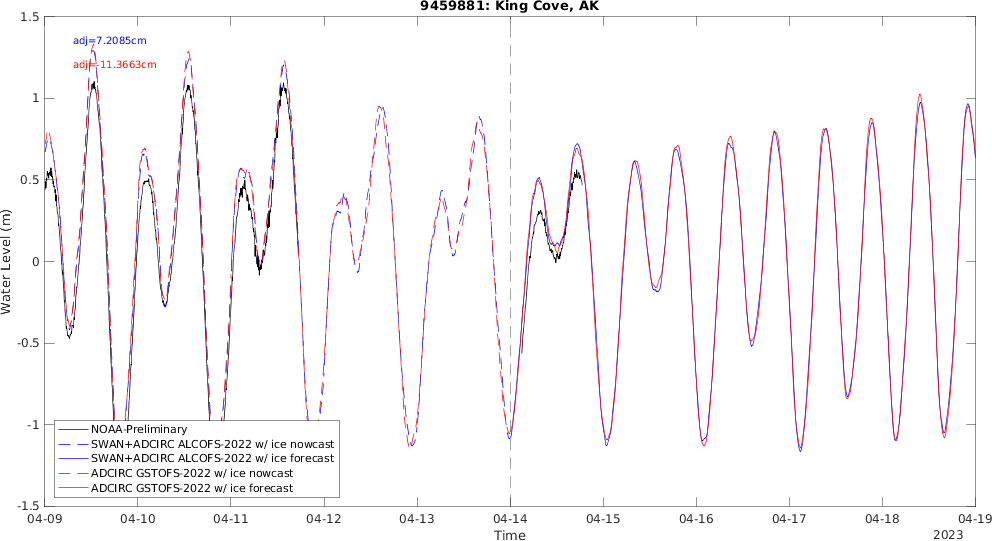 9459881: King Cove, AK
1.5
1
0.5
0
-0.5
-1
-1.5
Water Level (m)
adj=7.2085cm
adj=-11.3663cm
NOAA-Preliminary
SWAN+ADCIRC ALCOFS-2022 w/ ice nowcast
SWAN+ADCIRC ALCOFS-2022 w/ ice forecast
ADCIRC GSTOFS-2022 w/ ice nowcast
ADCIRC GSTOFS-2022 w/ ice forecast
04-09 04-10 04-11 04-12 04-13 04-14 04-15 04-16 04-17 04-18 04-19
Time
2023